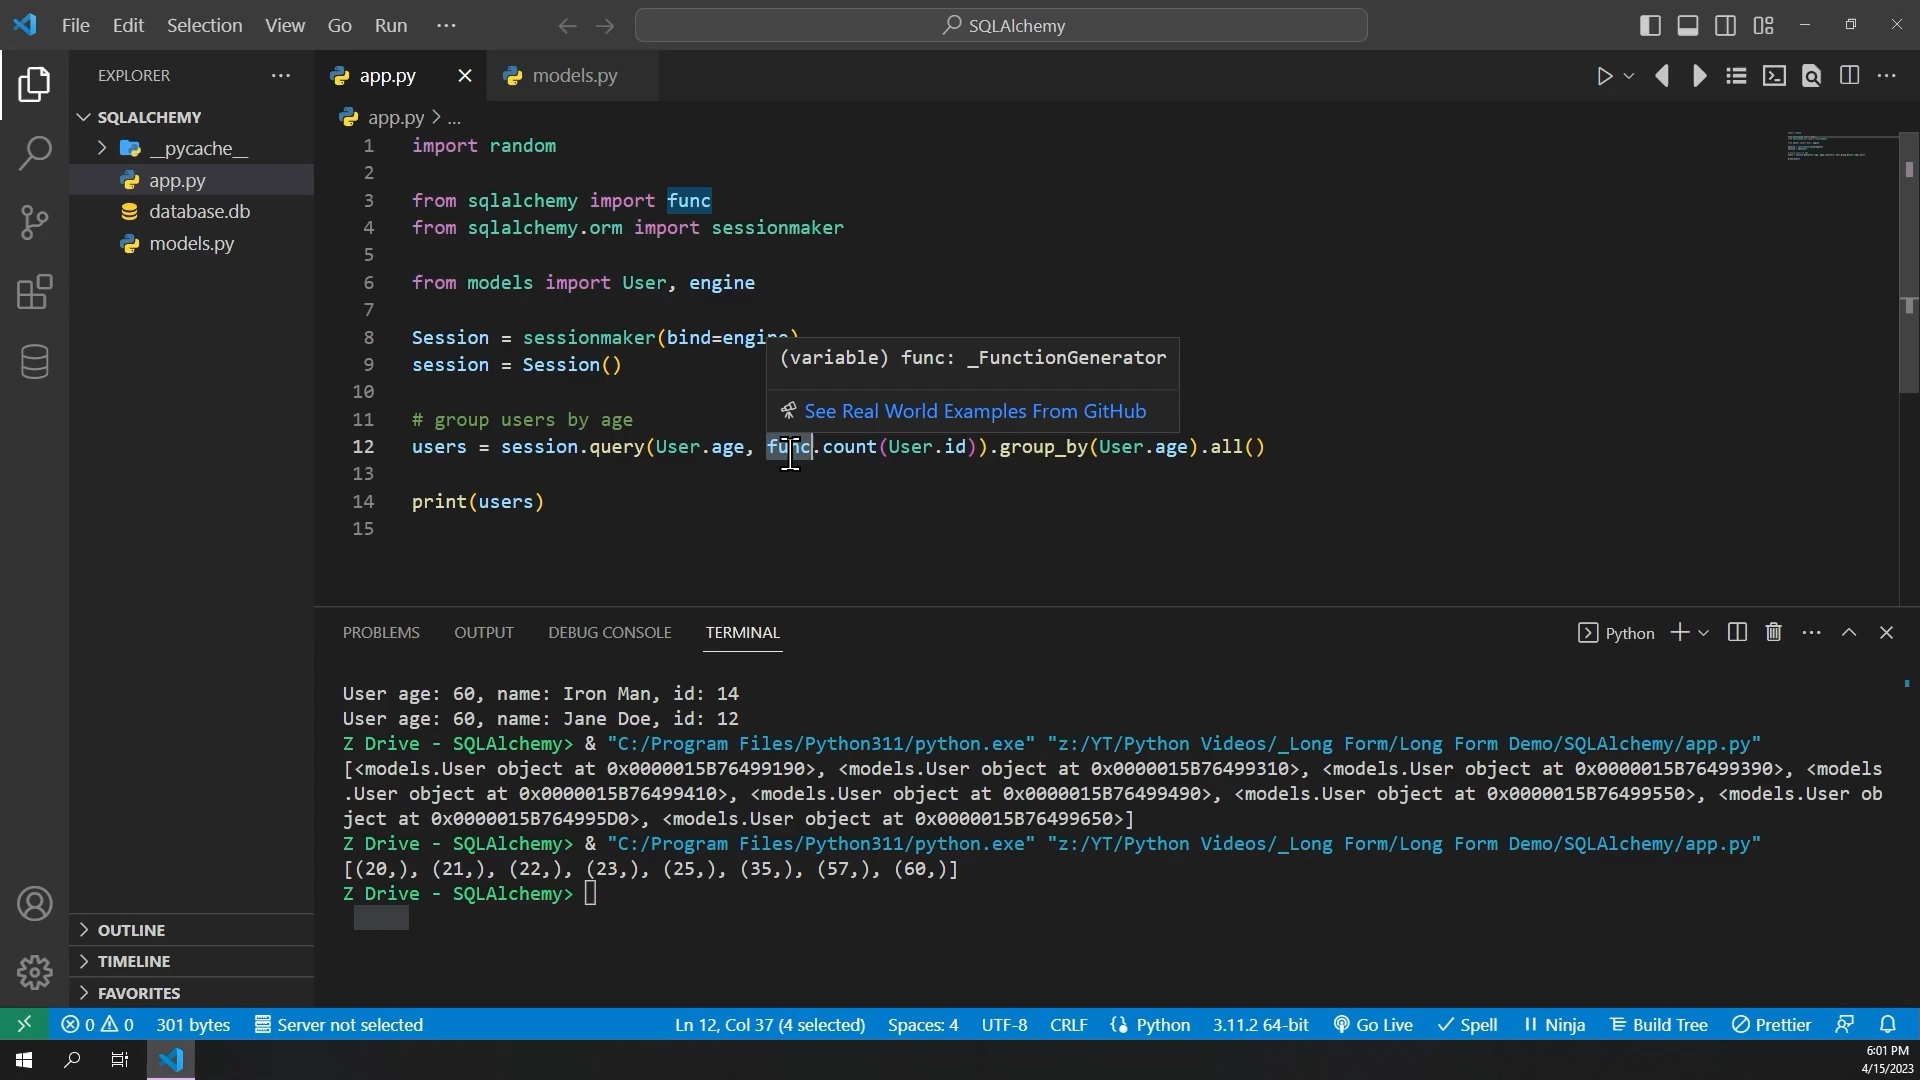 File Edit Selection View Go Run ···
SQLAlchemy
EXPLORER
SQLALCHEMY
__pycache__
app.py
database.db
models.py
OUTLINE
TIMELINE
FAVORITES
app.py
models.py
app.py > ...
1 import random
2
3 from sqlalchemy import func
4 from sqlalchemy.orm import sessionmaker
5
6 from models import User, engine
7
8 Session = sessionmaker(bind=engine)
9 session = Session()
10
(variable) func: _FunctionGenerator
See Real World Examples From GitHub
11 # group users by age
12 users = session.query(User.age, func.count(User.id)).group_by(User.age).all()
13
14 print(users)
15
PROBLEMS OUTPUT DEBUG CONSOLE TERMINAL
Python
User age: 60, name: Iron Man, id: 14
User age: 60, name: Jane Doe, id: 12
Z Drive - SQLAlchemy> & "C:/Program Files/Python311/python.exe" "z:/YT/Python Videos/_Long Form/Long Form Demo/SQLAlchemy/app.py"
[<models.User object at 0x0000015B76499190>, <models.User object at 0x0000015B76499310>, <models.User object at 0x0000015B76499390>, <models
.User object at 0x0000015B76499410>, <models.User object at 0x0000015B76499490>, <models.User object at 0x0000015B76499550>, <models.User ob
ject at 0x0000015B764995D0>, <models.User object at 0x0000015B76499650>]
Z Drive - SQLAlchemy> & "C:/Program Files/Python311/python.exe" "z:/YT/Python Videos/_Long Form/Long Form Demo/SQLAlchemy/app.py"
[(20,), (21,), (22,), (23,), (25,), (35,), (57,), (60,)]
Z Drive - SQLAlchemy>
0 0 301 bytes Server not selected Ln 12, Col 37 (4 selected) Spaces: 4 UTF-8 CRLF Python 3.11.2 64-bit Go Live Spell Ninja Build Tree Prettier
6:01 PM
4/15/2023